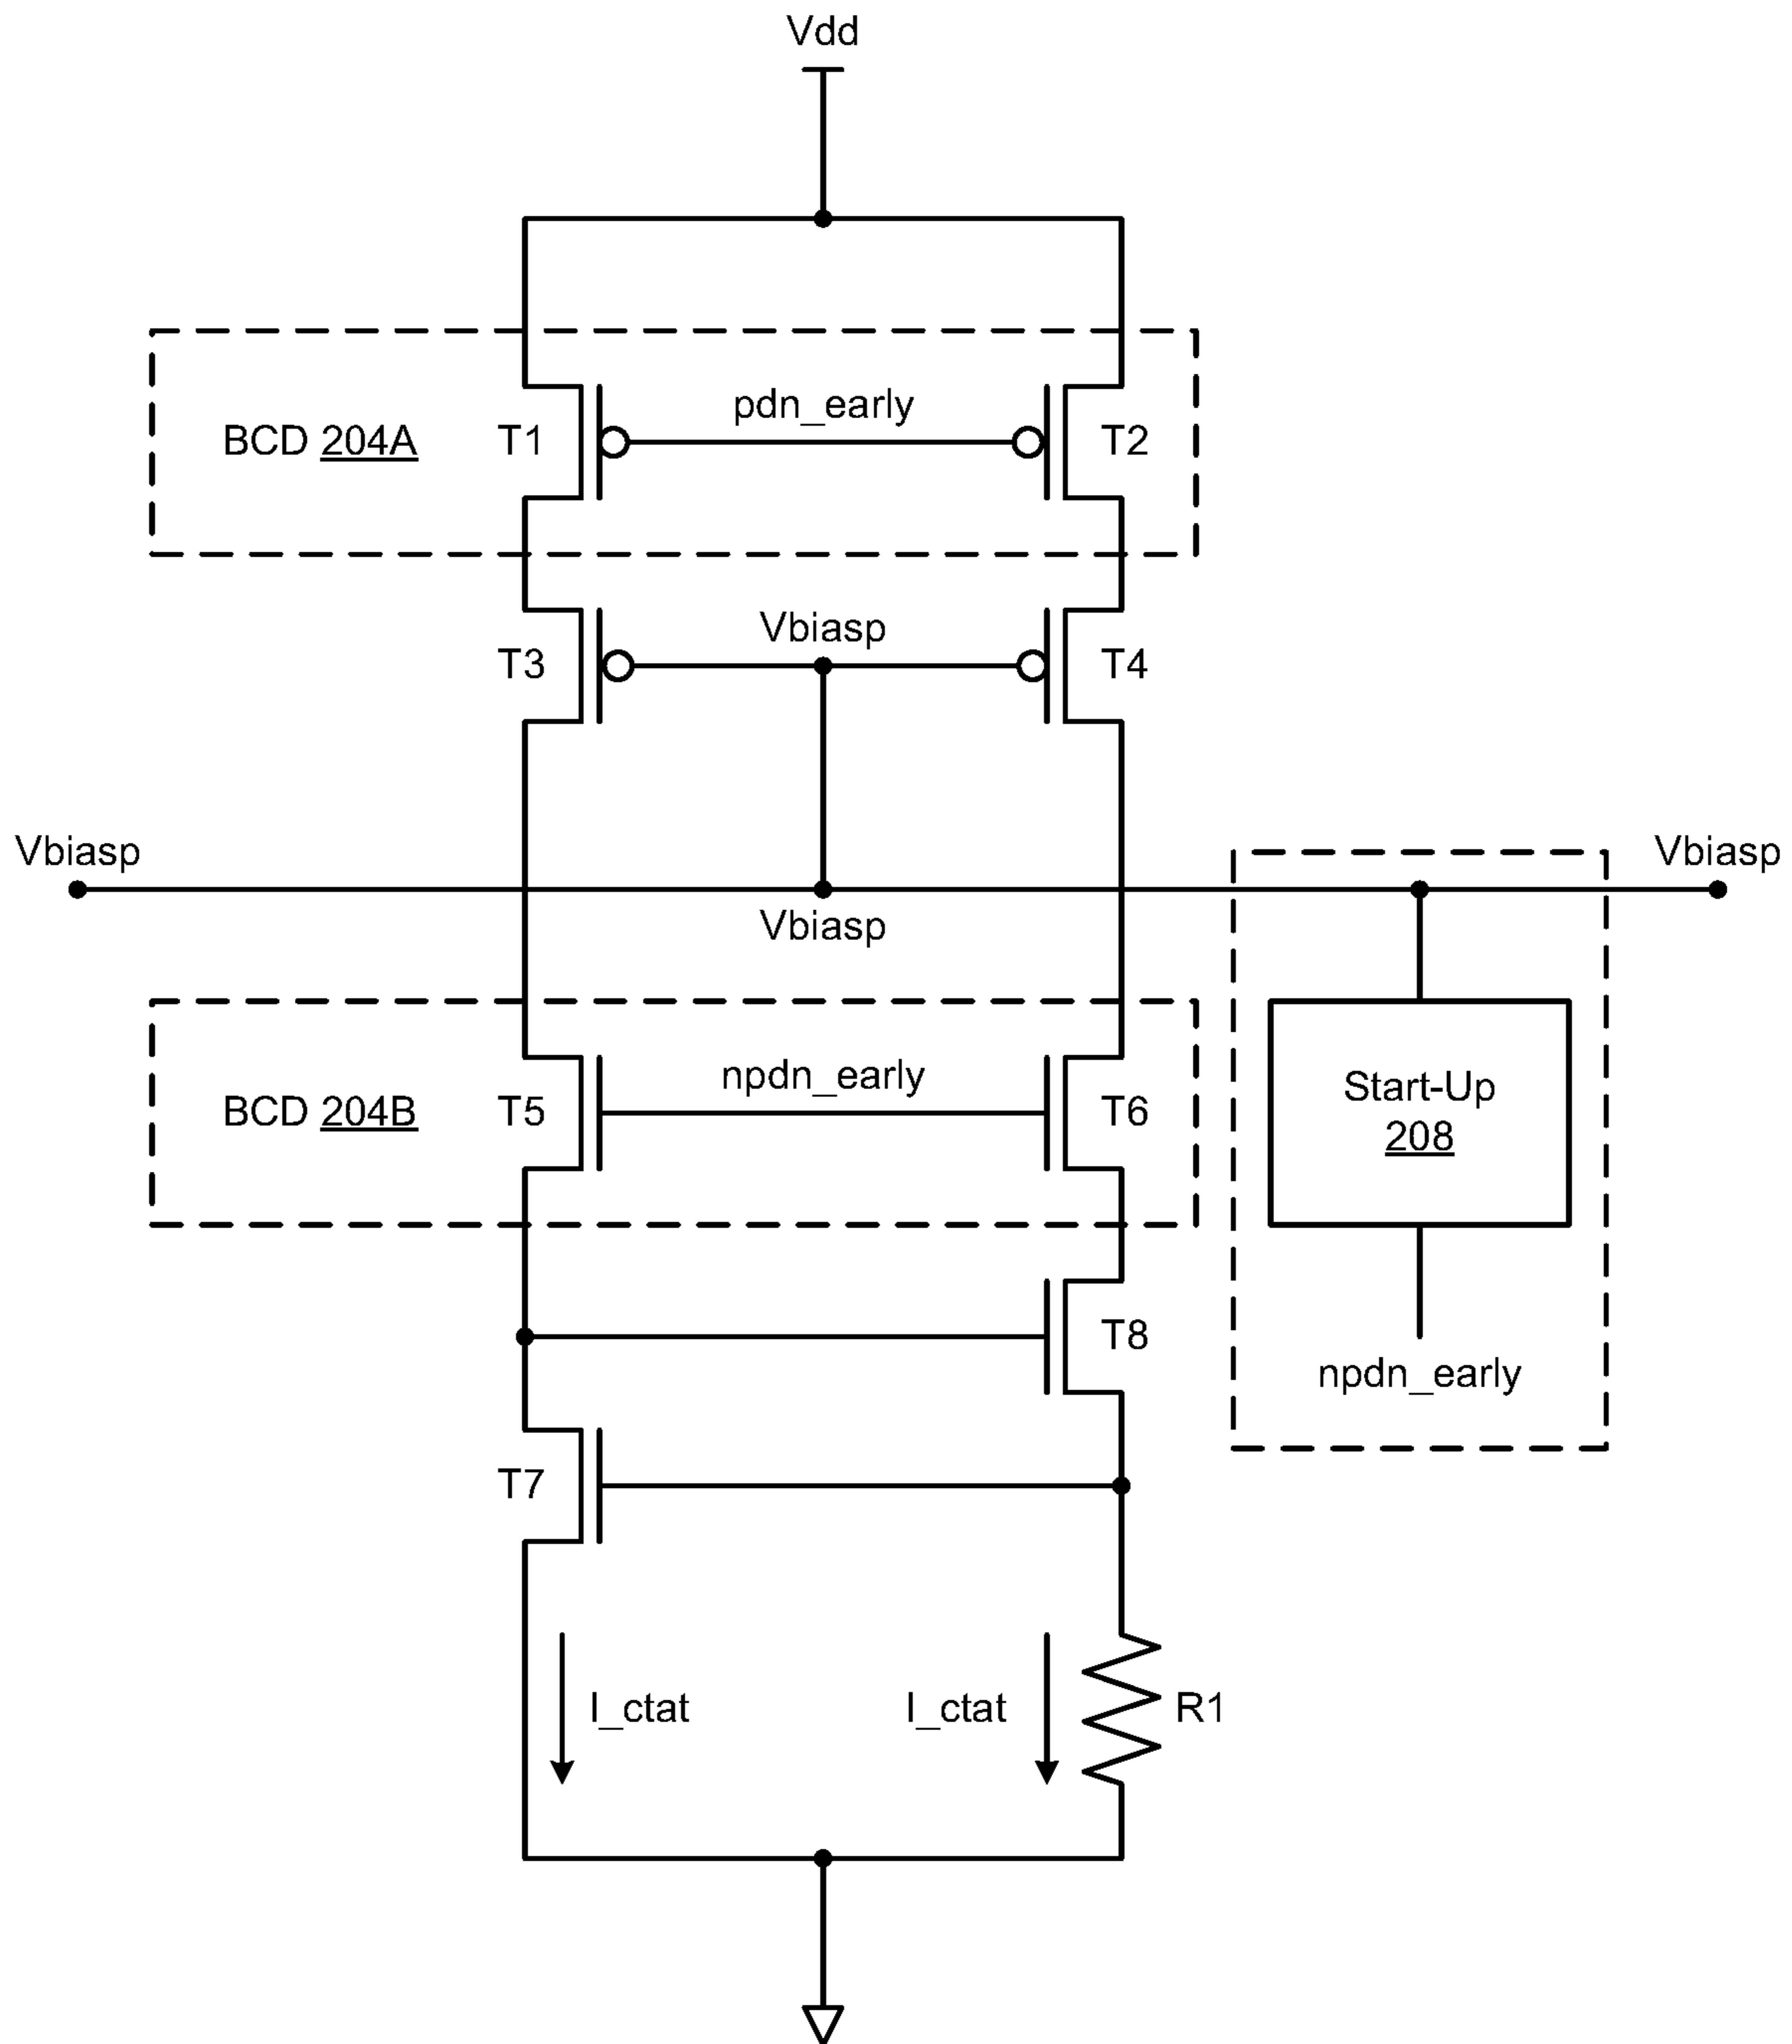 Vdd
pdn_early
BCD 204A
T1
T2
Vbiasp
T3
T4
Vbiasp
Vbiasp
Vbiasp
npdn_early
BCD 204B
T5
T6
Start-Up
208
T8
npdn_early
T7
I_ctat
I_ctat
R1